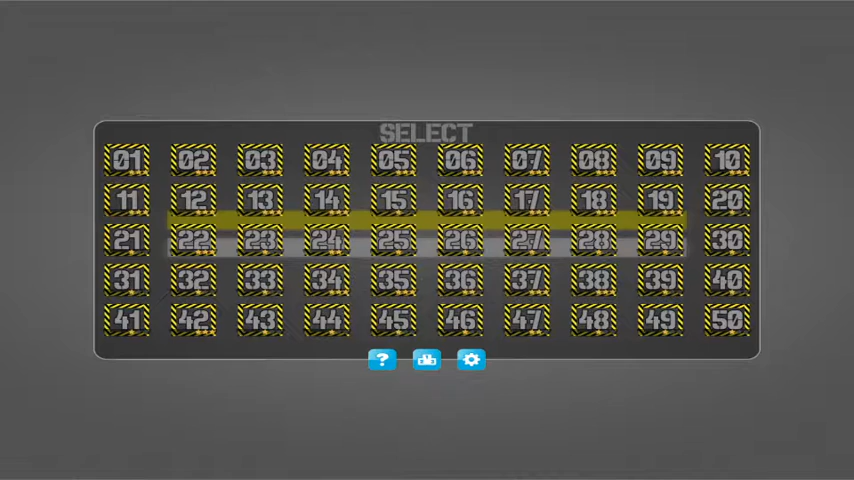 SELECT
01 02 03 04 05 06 07 08 09 10
11 12 13 14 15 16 17 18 19 20
21 22 23 24 25 26 27 28 29 30
31 32 33 34 35 36 37 38 39 40
41 42 43 44 45 46 47 48 49 50
?